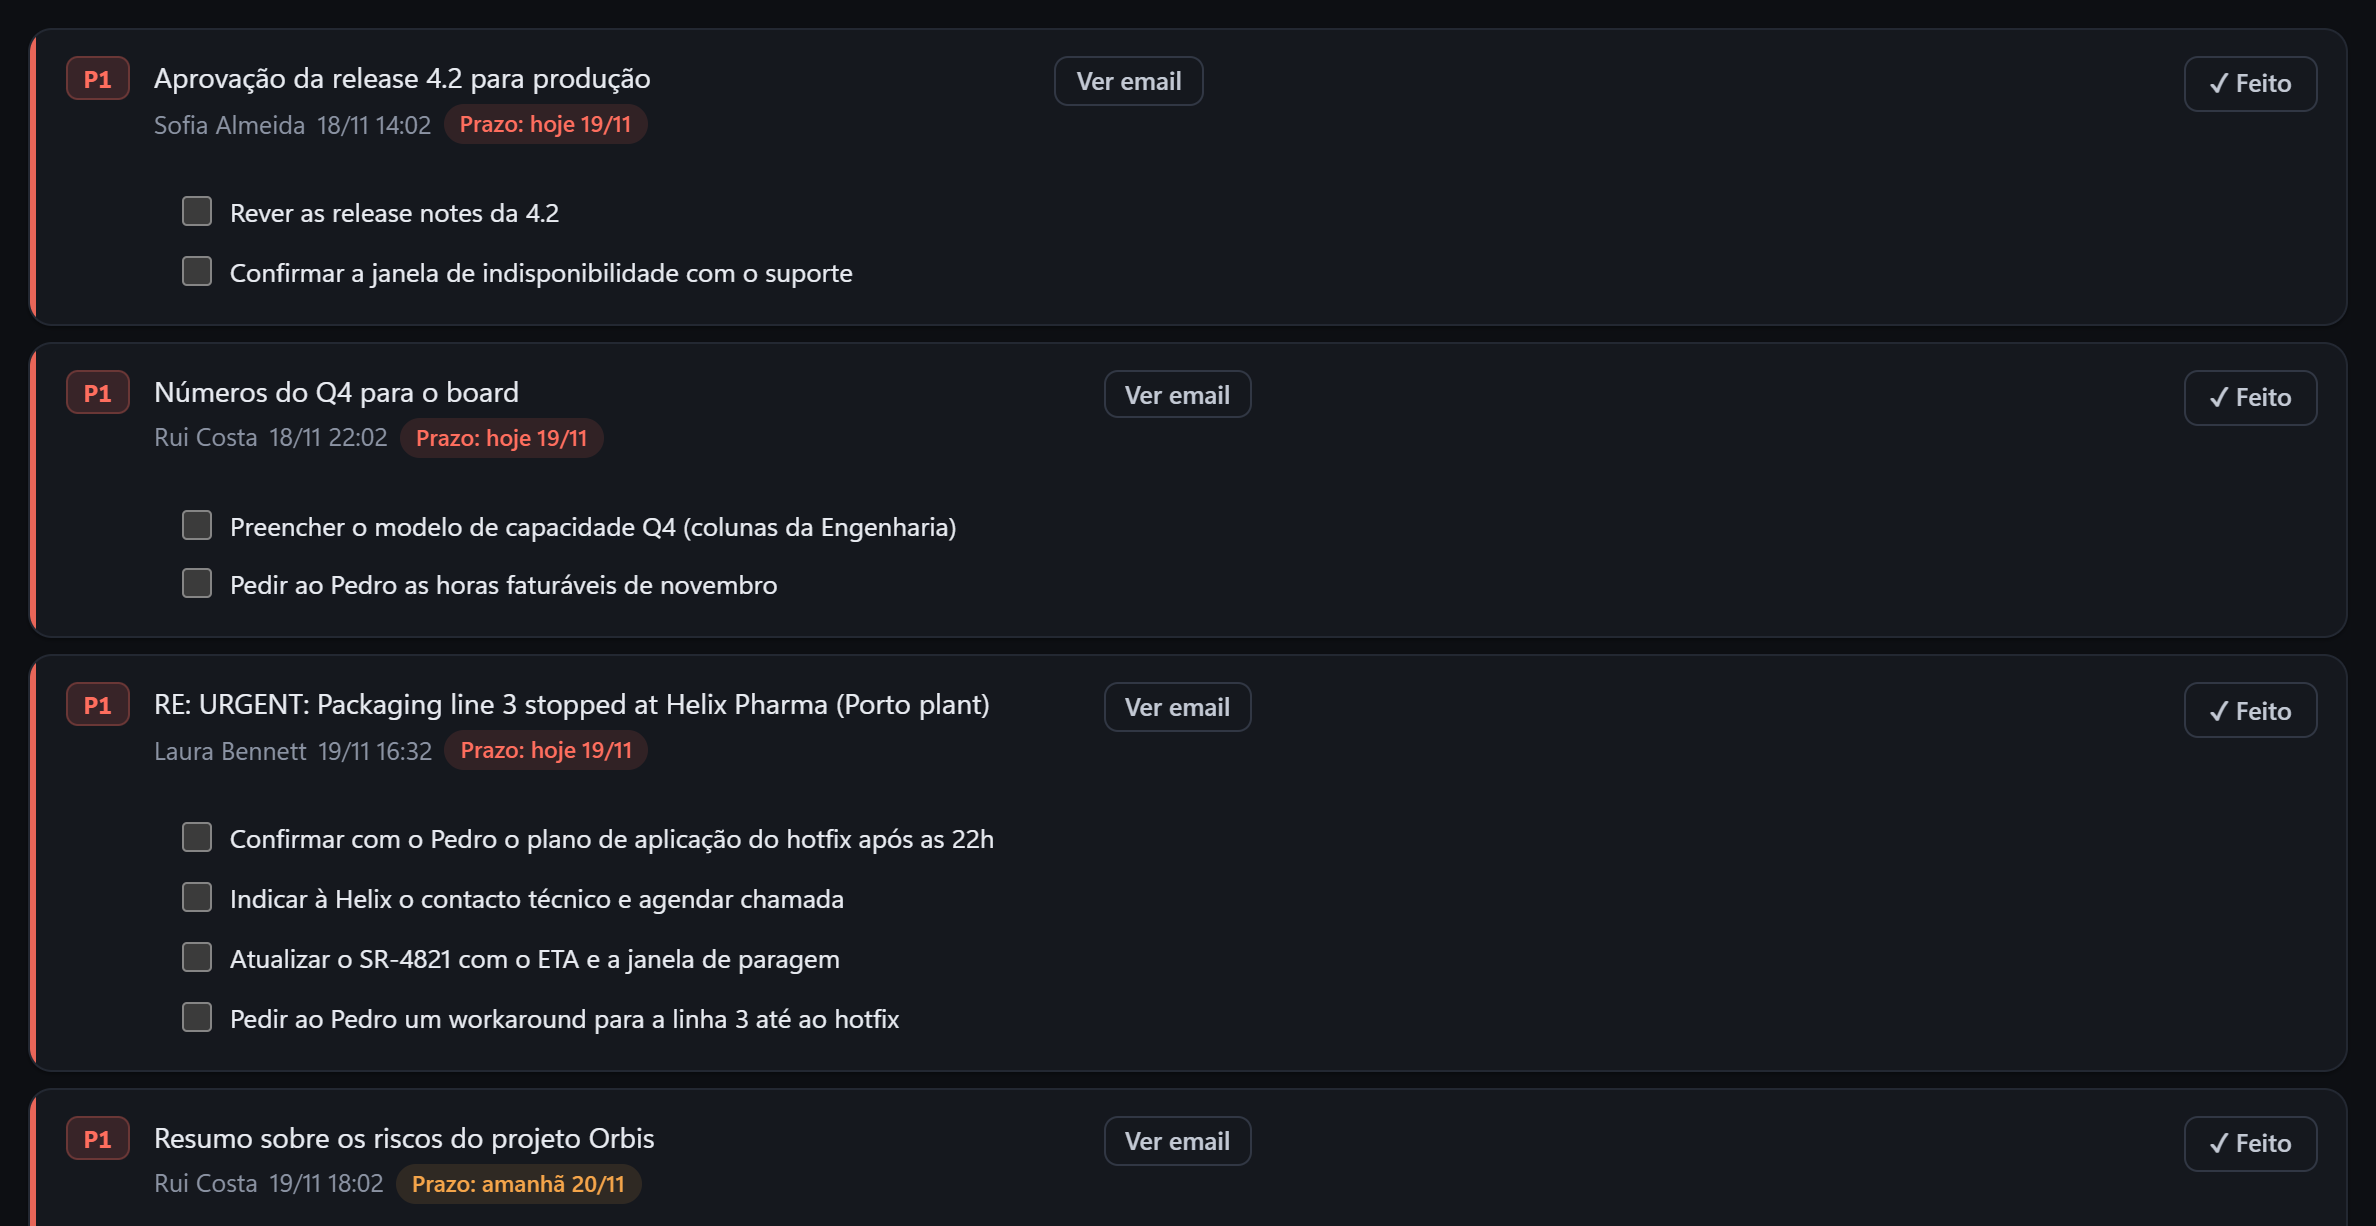 P1 Aprovação da release 4.2 para produção Ver email ✓ Feito
Sofia Almeida 18/11 14:02 Prazo: hoje 19/11
Rever as release notes da 4.2
Confirmar a janela de indisponibilidade com o suporte
P1 Números do Q4 para o board Ver email ✓ Feito
Rui Costa 18/11 22:02 Prazo: hoje 19/11
Preencher o modelo de capacidade Q4 (colunas da Engenharia)
Pedir ao Pedro as horas faturáveis de novembro
P1 RE: URGENT: Packaging line 3 stopped at Helix Pharma (Porto plant) Ver email ✓ Feito
Laura Bennett 19/11 16:32 Prazo: hoje 19/11
Confirmar com o Pedro o plano de aplicação do hotfix após as 22h
Indicar à Helix o contacto técnico e agendar chamada
Atualizar o SR-4821 com o ETA e a janela de paragem
Pedir ao Pedro um workaround para a linha 3 até ao hotfix
P1 Resumo sobre os riscos do projeto Orbis Ver email ✓ Feito
Rui Costa 19/11 18:02 Prazo: amanhã 20/11